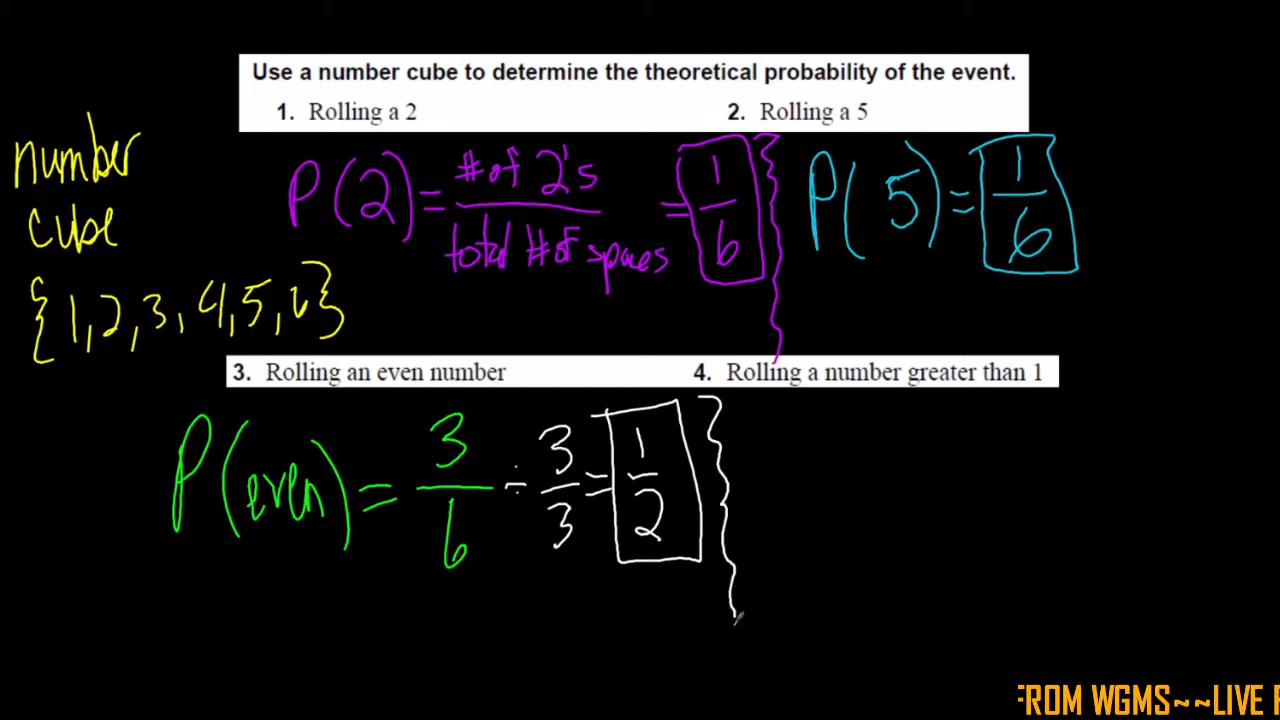 Use a number cube to determine the theoretical probability of the event.
1. Rolling a 2
2. Rolling a 5
number
cube
{1,2,3,4,5,6}
P(2) = # of 2's / total # of spaces = 1/6
P(5) = 1/6
3. Rolling an even number
4. Rolling a number greater than 1
P(even) = 3/6 ÷ 3/3 = 1/2
FROM WGMS~~LIVE